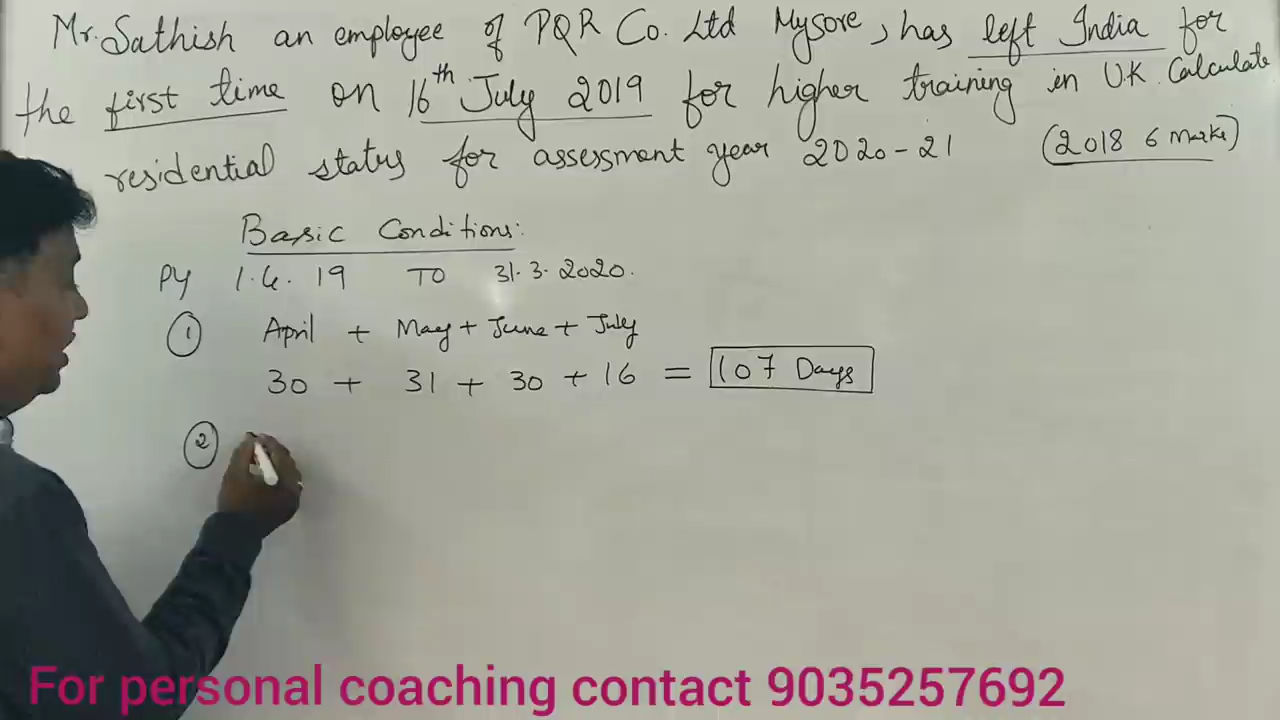 Mr. Sathish an employee of PQR Co. Ltd Mysore, has left India for
the first time on 16th July 2019 for higher training in UK. Calculate
residential status for assessment year 2020-21 (2018 6 Marks)
Basic Conditions:
PY 1.4.19 TO 31.3.2020.
① April + May + June + July
30 + 31 + 30 + 16 = 107 Days
②
For personal coaching contact 9035257692